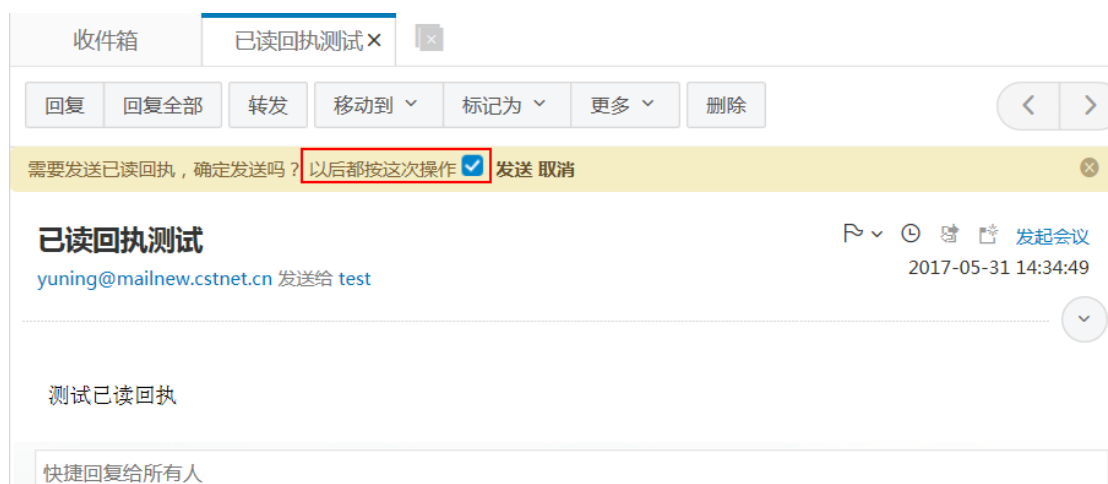 收件箱 已读回执测试×
回复 回复全部 转发 移动到 标记为 更多 删除
需要发送已读回执，确定发送吗？以后都按这次操作 发送 取消
已读回执测试
发起会议
yuning@mailnew.cstnet.cn 发送给 test
2017-05-31 14:34:49
测试已读回执
快捷回复给所有人